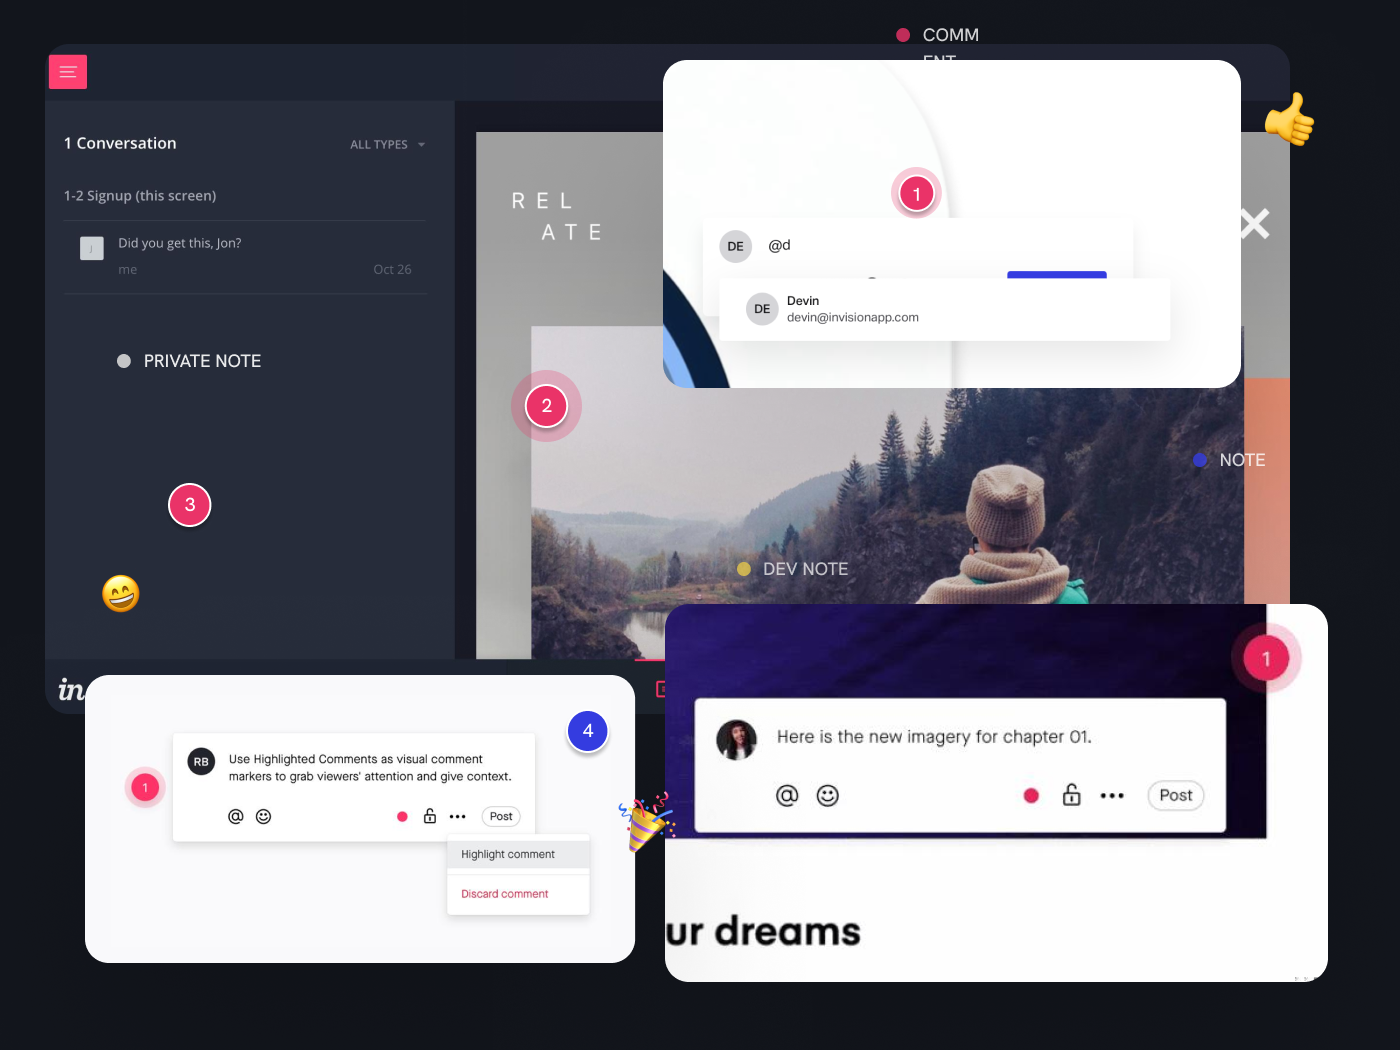 COMM
ENT
1 Conversation
ALL TYPES
1-2 Signup (this screen)
Did you get this, Jon?
me
Oct 26
PRIVATE NOTE
3
REL
ATE
2
1
DE
@d
DE
Devin
devin@invisionapp.com
NOTE
DEV NOTE
in
4
RB
Use Highlighted Comments as visual comment
markers to grab viewers' attention and give context.
1
@
Post
Highlight comment
Discard comment
1
Here is the new imagery for chapter 01.
@
Post
ur dreams